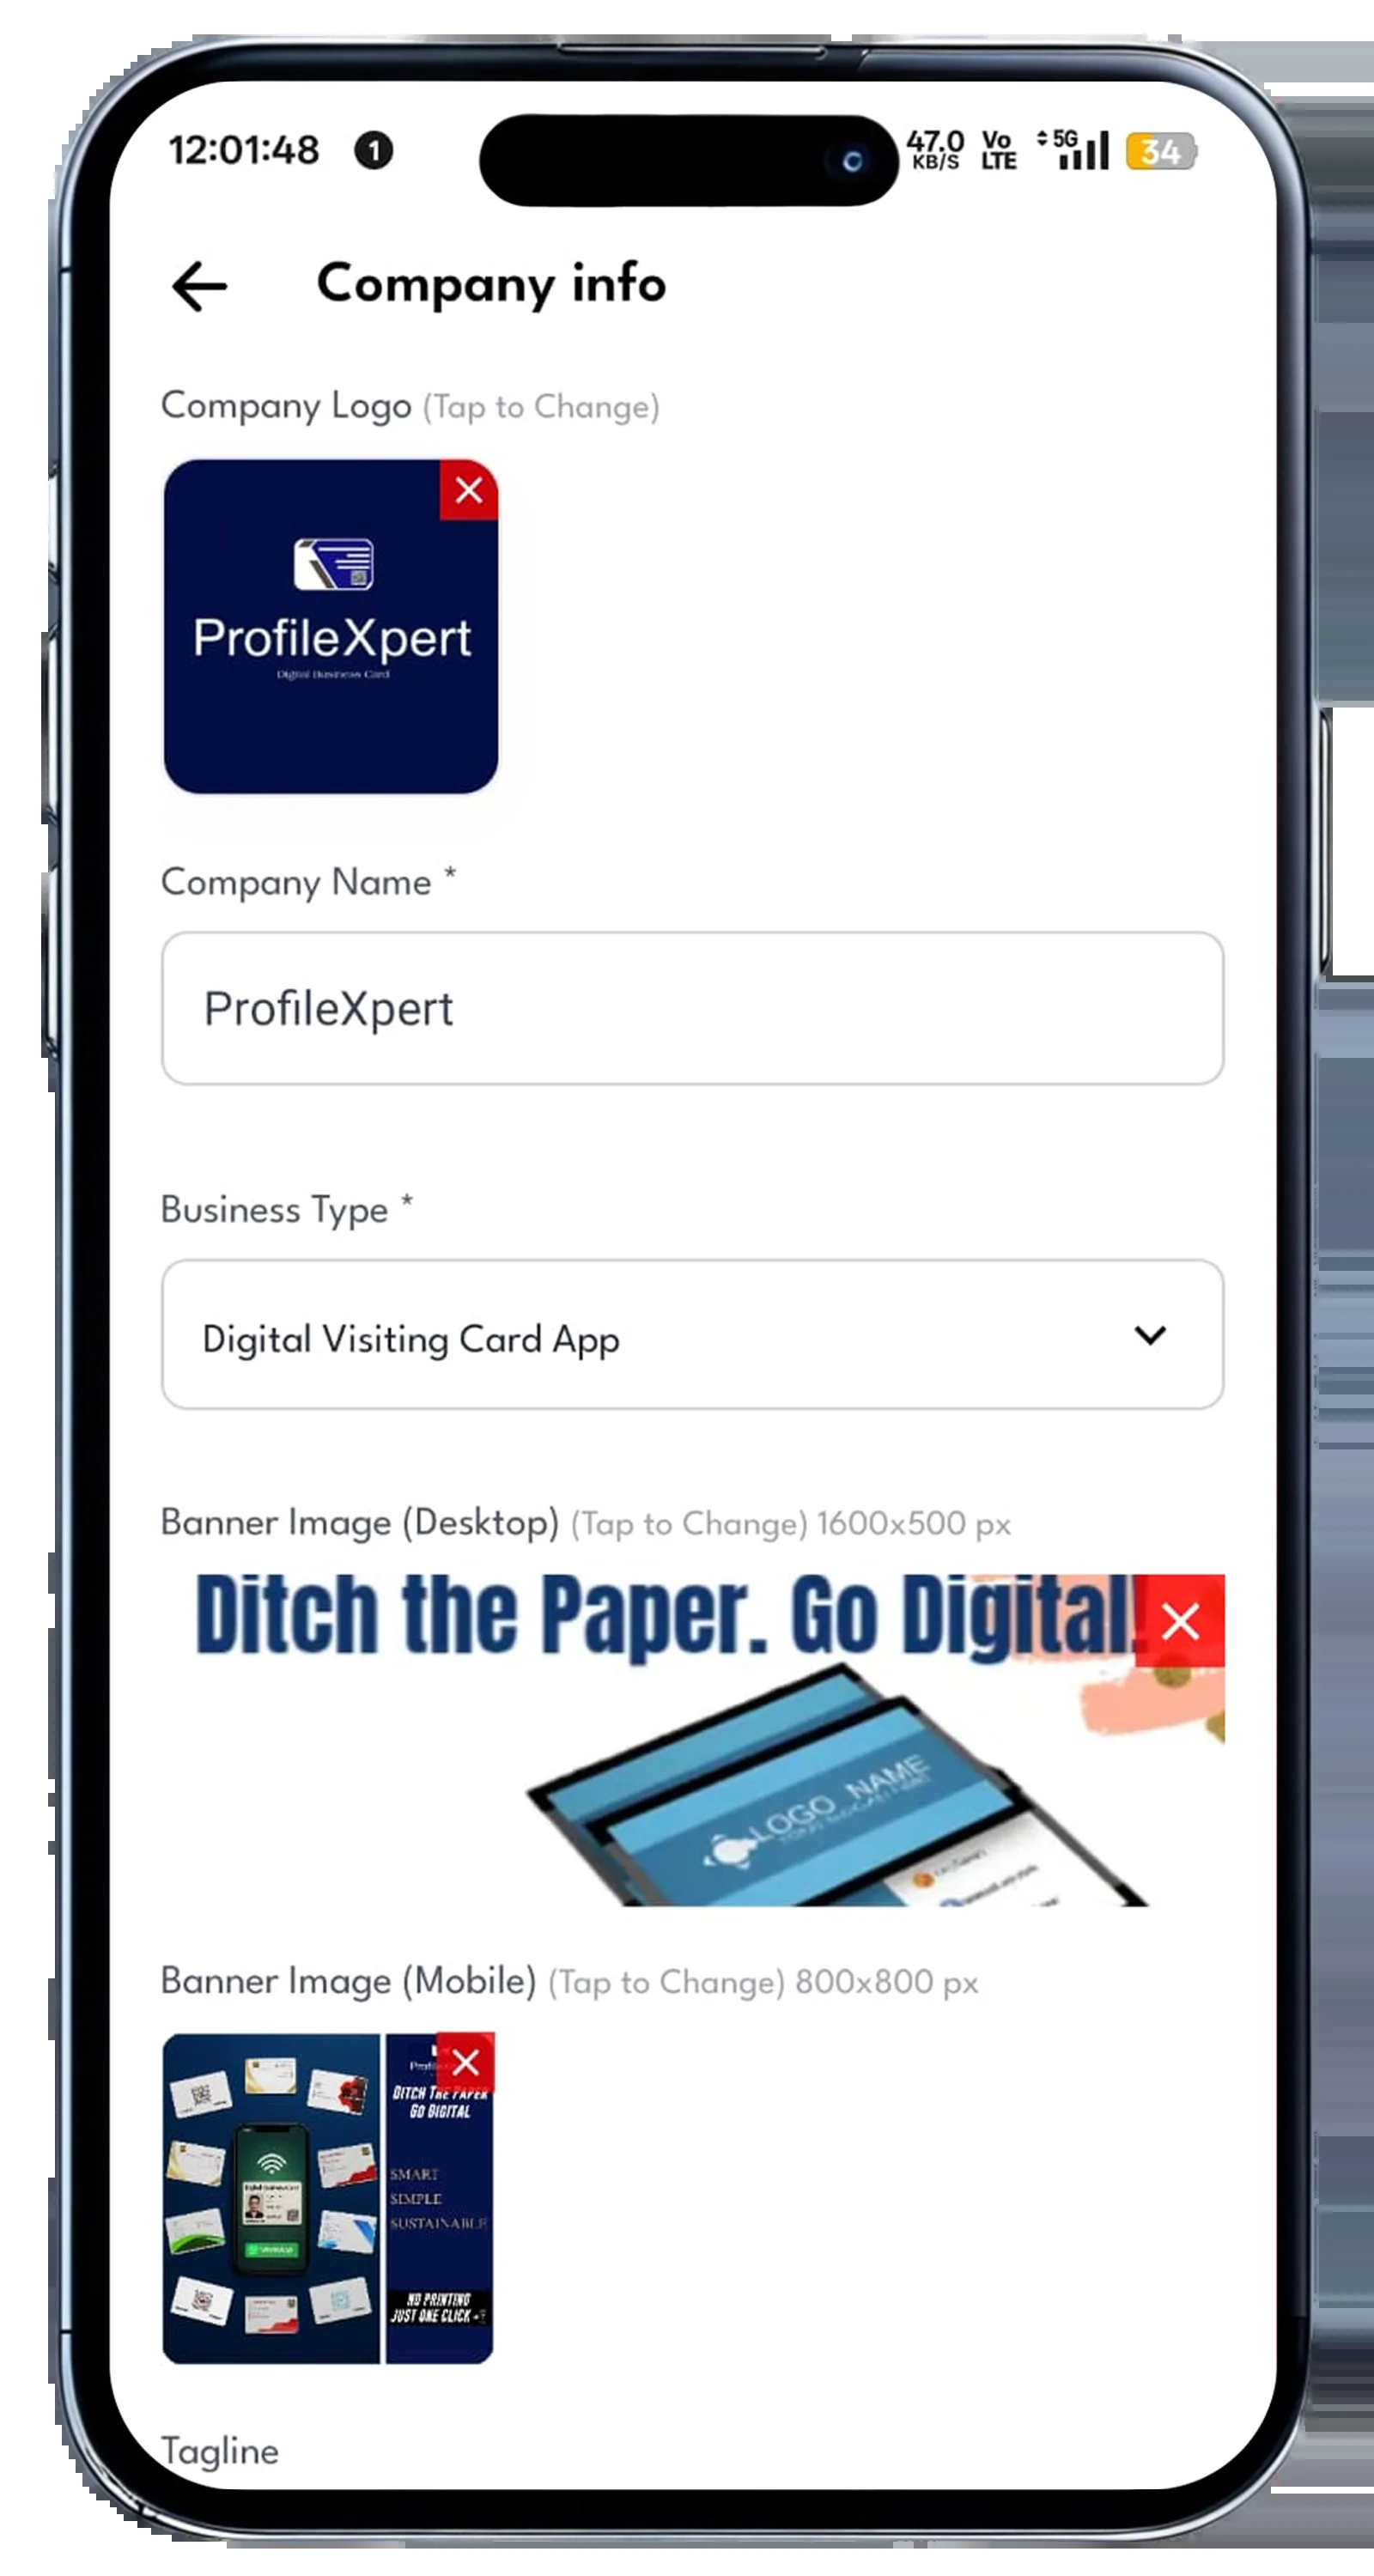 12:01:48 1 47.0 KB/S Vo LTE 5G 34
Company info
Company Logo (Tap to Change)
ProfileXpert
Digital Business Card
Company Name *
ProfileXpert
Business Type *
Digital Visiting Card App
Banner Image (Desktop) (Tap to Change) 1600x500 px
Ditch the Paper. Go Digital!
LOGO NAME
Banner Image (Mobile) (Tap to Change) 800x800 px
DITCH THE PAPER
GO DIGITAL
SMART
SIMPLE
SUSTAINABLE
NO PRINTING
JUST ONE CLICK
Tagline